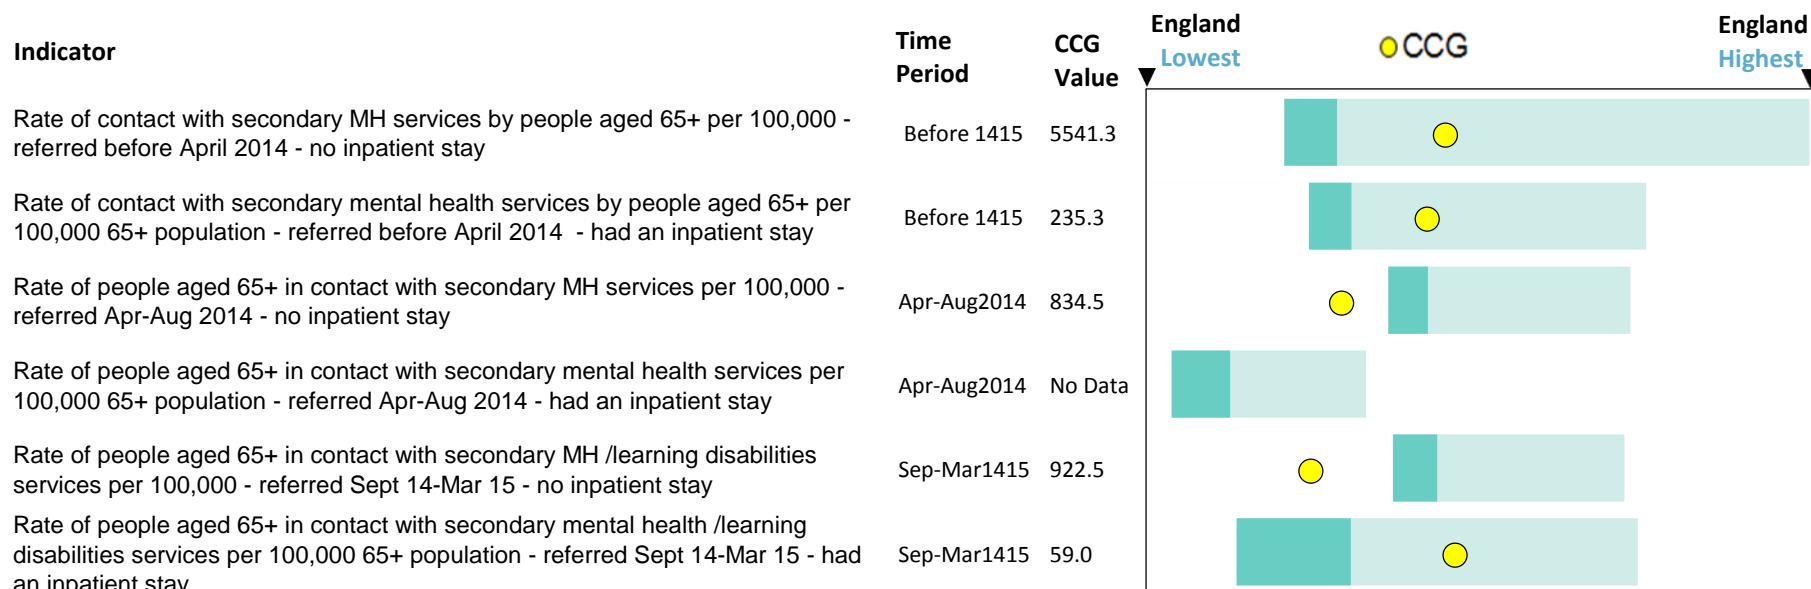 Indicator
Time Period
CCG Value
England Lowest
CCG
England Highest
Rate of contact with secondary MH services by people aged 65+ per 100,000 -
referred before April 2014 - no inpatient stay
Before 1415
5541.3
Rate of contact with secondary mental health services by people aged 65+ per
100,000 65+ population - referred before April 2014 - had an inpatient stay
Before 1415
235.3
Rate of people aged 65+ in contact with secondary MH services per 100,000 -
referred Apr-Aug 2014 - no inpatient stay
Apr-Aug2014
834.5
Rate of people aged 65+ in contact with secondary mental health services per
100,000 65+ population - referred Apr-Aug 2014 - had an inpatient stay
Apr-Aug2014
No Data
Rate of people aged 65+ in contact with secondary MH /learning disabilities
services per 100,000 - referred Sept 14-Mar 15 - no inpatient stay
Sep-Mar1415
922.5
Rate of people aged 65+ in contact with secondary mental health /learning
disabilities services per 100,000 65+ population - referred Sept 14-Mar 15 - had
an inpatient stay
Sep-Mar1415
59.0